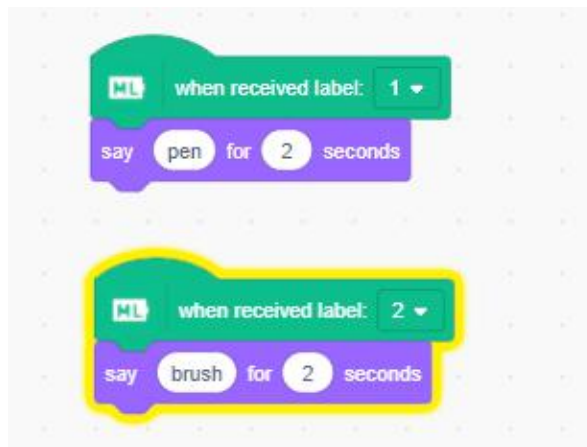 ML when received label: 1
say pen for 2 seconds
ML when received label: 2
say brush for 2 seconds